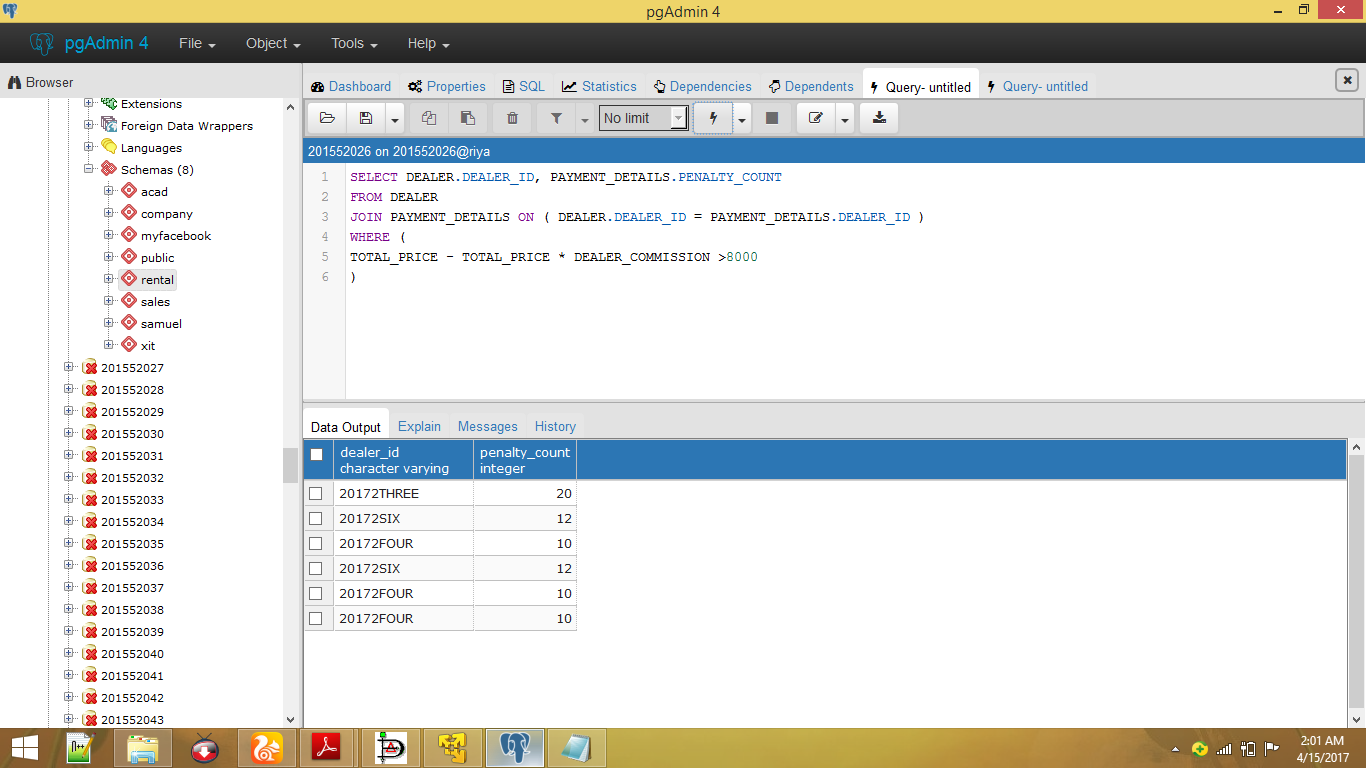 pgAdmin 4
pgAdmin 4 File Object Tools Help
Browser
Dashboard Properties SQL Statistics Dependencies Dependents Query- untitled Query- untitled
Extensions
Foreign Data Wrappers
Languages
Schemas (8)
acad
company
myfacebook
public
rental
sales
samuel
xit
201552027
201552028
201552029
201552030
201552031
201552032
201552033
201552034
201552035
201552036
201552037
201552038
201552039
201552040
201552041
201552042
201552043
No limit
201552026 on 201552026@riya
1 SELECT DEALER.DEALER_ID, PAYMENT_DETAILS.PENALTY_COUNT
2 FROM DEALER
3 JOIN PAYMENT_DETAILS ON ( DEALER.DEALER_ID = PAYMENT_DETAILS.DEALER_ID )
4 WHERE (
5 TOTAL_PRICE - TOTAL_PRICE * DEALER_COMMISSION >8000
6 )
Data Output Explain Messages History
dealer_id penalty_count
character varying integer
20172THREE 20
20172SIX 12
20172FOUR 10
20172SIX 12
20172FOUR 10
20172FOUR 10
2:01 AM
4/15/2017